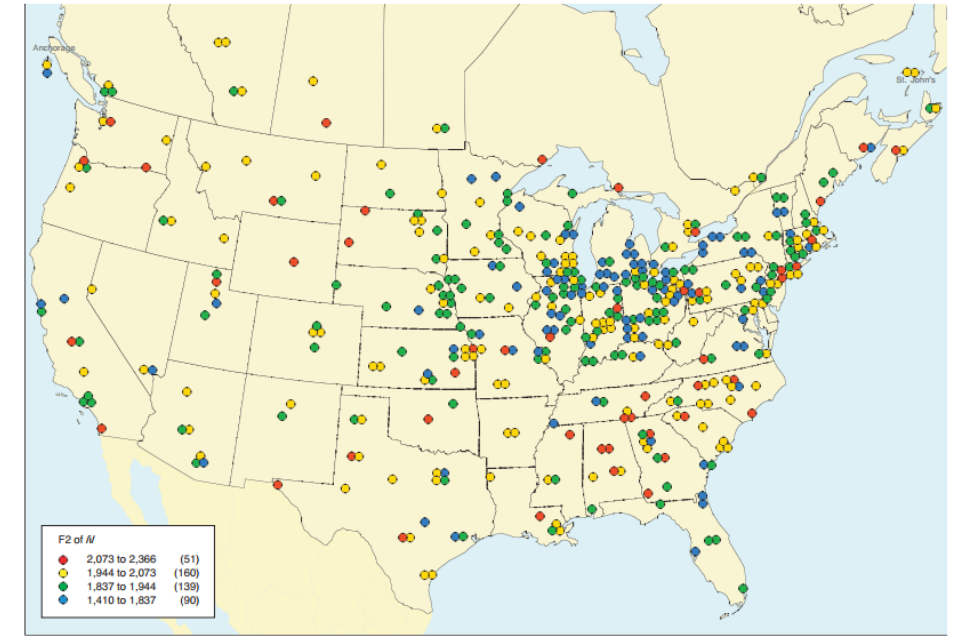 Anchorage
St. John's
F2 of /i/
2,073 to 2,366 (51)
1,944 to 2,073 (160)
1,837 to 1,944 (139)
1,410 to 1,837 (90)